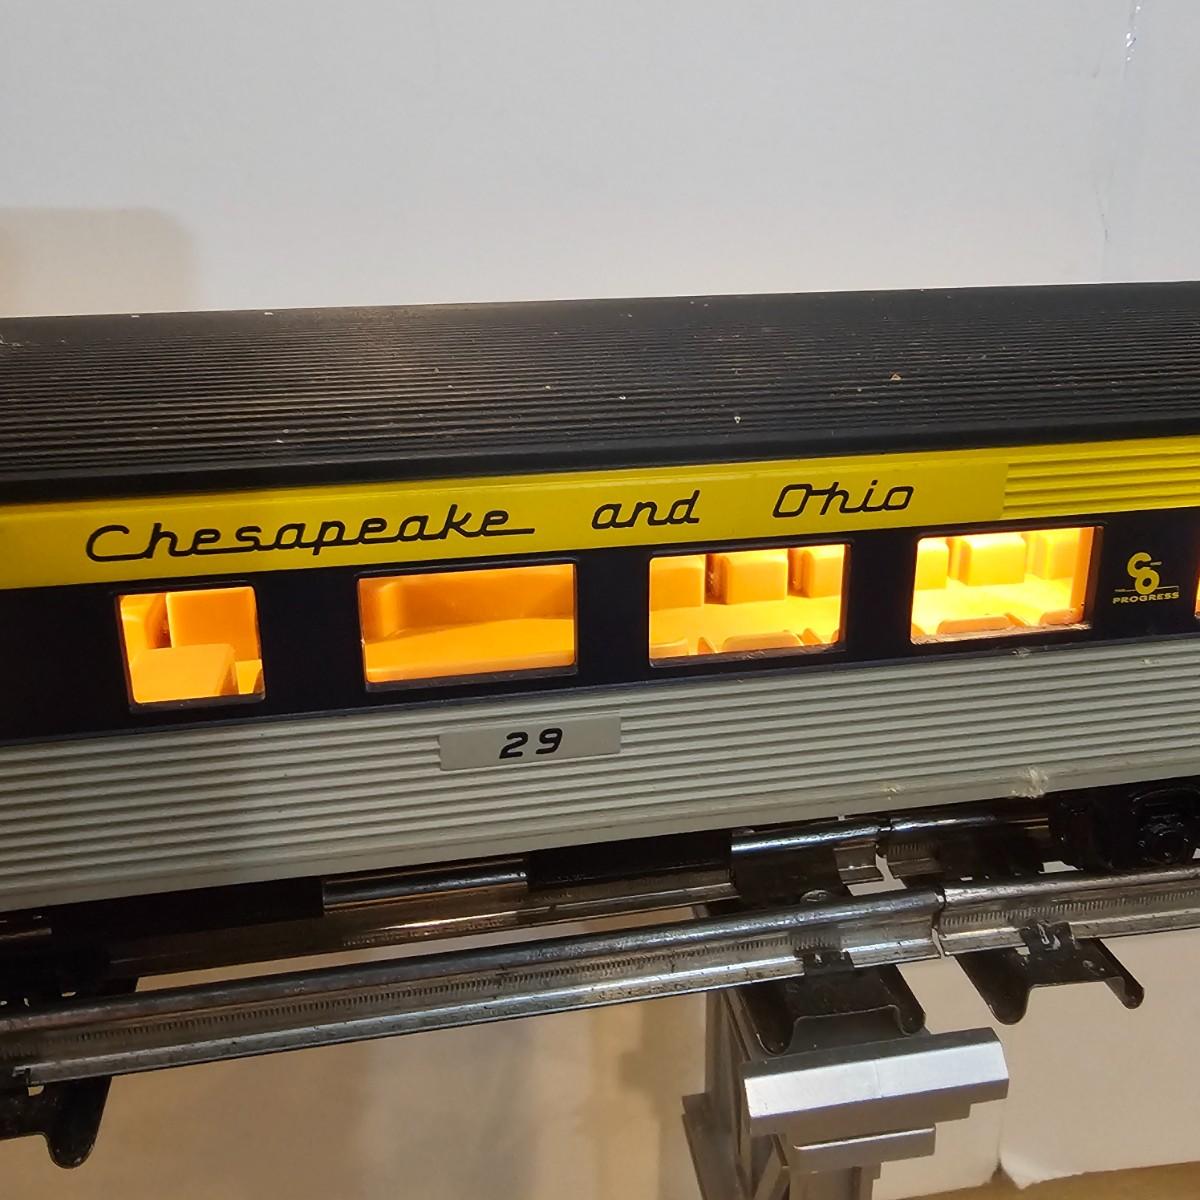 Chesapeake and Ohio
C&O
PROGRESS
29